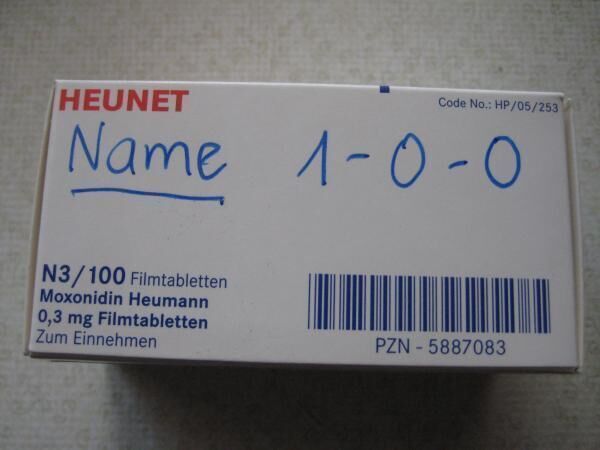 HEUNET
Code No.: HP/05/253
Name 1-0-0
N3/100 Filmtabletten
Moxonidin Heumann
0,3 mg Filmtabletten
Zum Einnehmen
PZN - 5887083